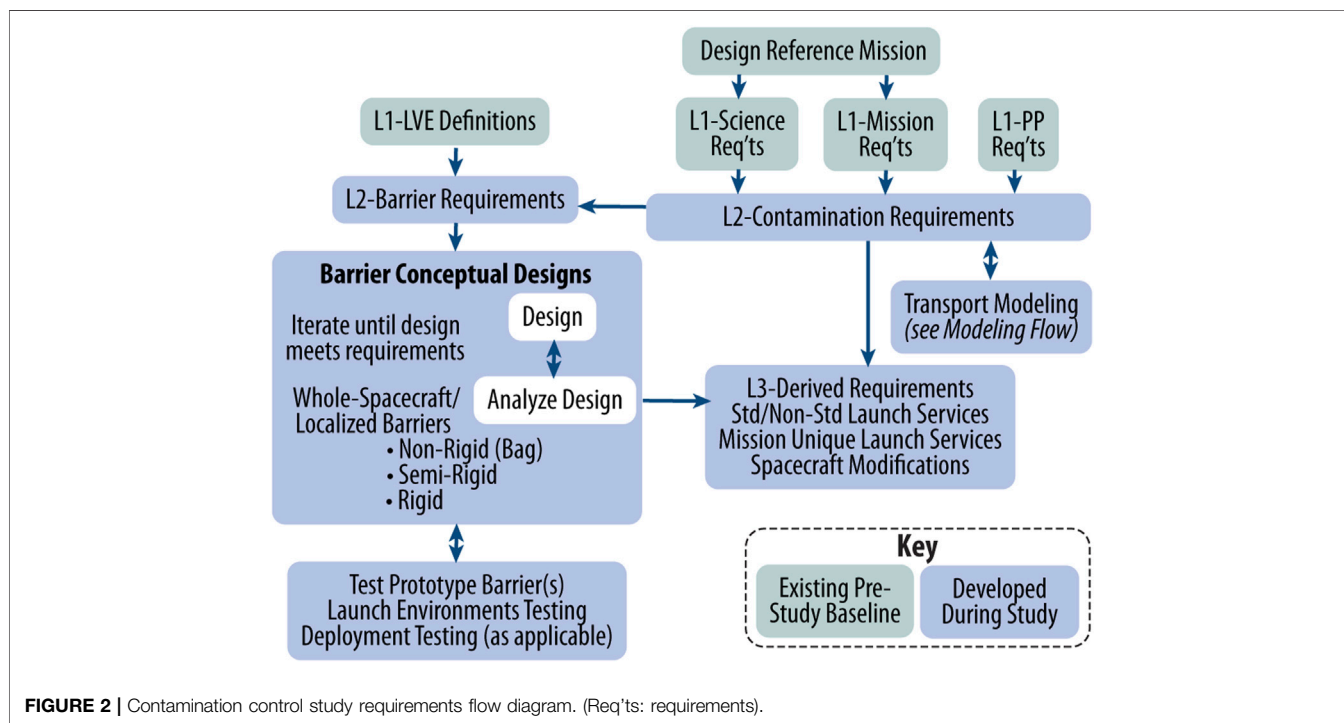 Design Reference Mission
L1-LVE Definitions
L1-Science
Req'ts
L1-Mission
Req'ts
L1-PP
Req'ts
L2-Barrier Requirements
L2-Contamination Requirements
Barrier Conceptual Designs
Iterate until design
meets requirements
Design
Analyze Design
Whole-Spacecraft/
Localized Barriers
• Non-Rigid (Bag)
• Semi-Rigid
• Rigid
Transport Modeling
(see Modeling Flow)
L3-Derived Requirements
Std/Non-Std Launch Services
Mission Unique Launch Services
Spacecraft Modifications
Test Prototype Barrier(s)
Launch Environments Testing
Deployment Testing (as applicable)
Key
Existing Pre-
Study Baseline
Developed
During Study
FIGURE 2 | Contamination control study requirements flow diagram. (Req'ts: requirements).